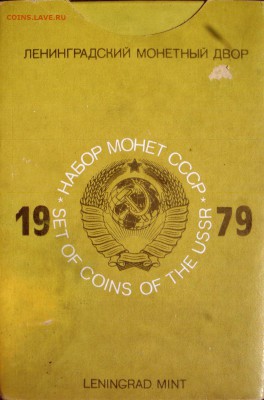 COINS.LAVE.RU
ЛЕНИНГРАДСКИЙ МОНЕТНЫЙ ДВОР
* НАБОР МОНЕТ СССР *
19 79
SET OF COINS OF THE USSR
LENINGRAD MINT